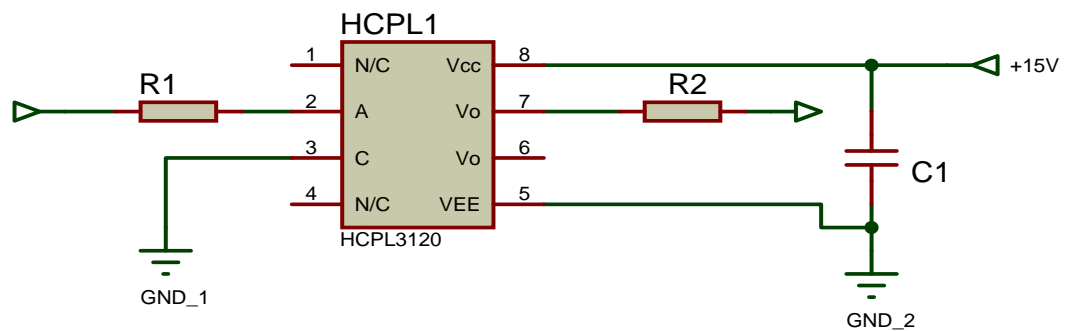 HCPL1
1 N/C Vcc 8
+15V
R1
R2
2 A Vo 7
3 C Vo 6
C1
4 N/C VEE 5
HCPL3120
GND_1
GND_2